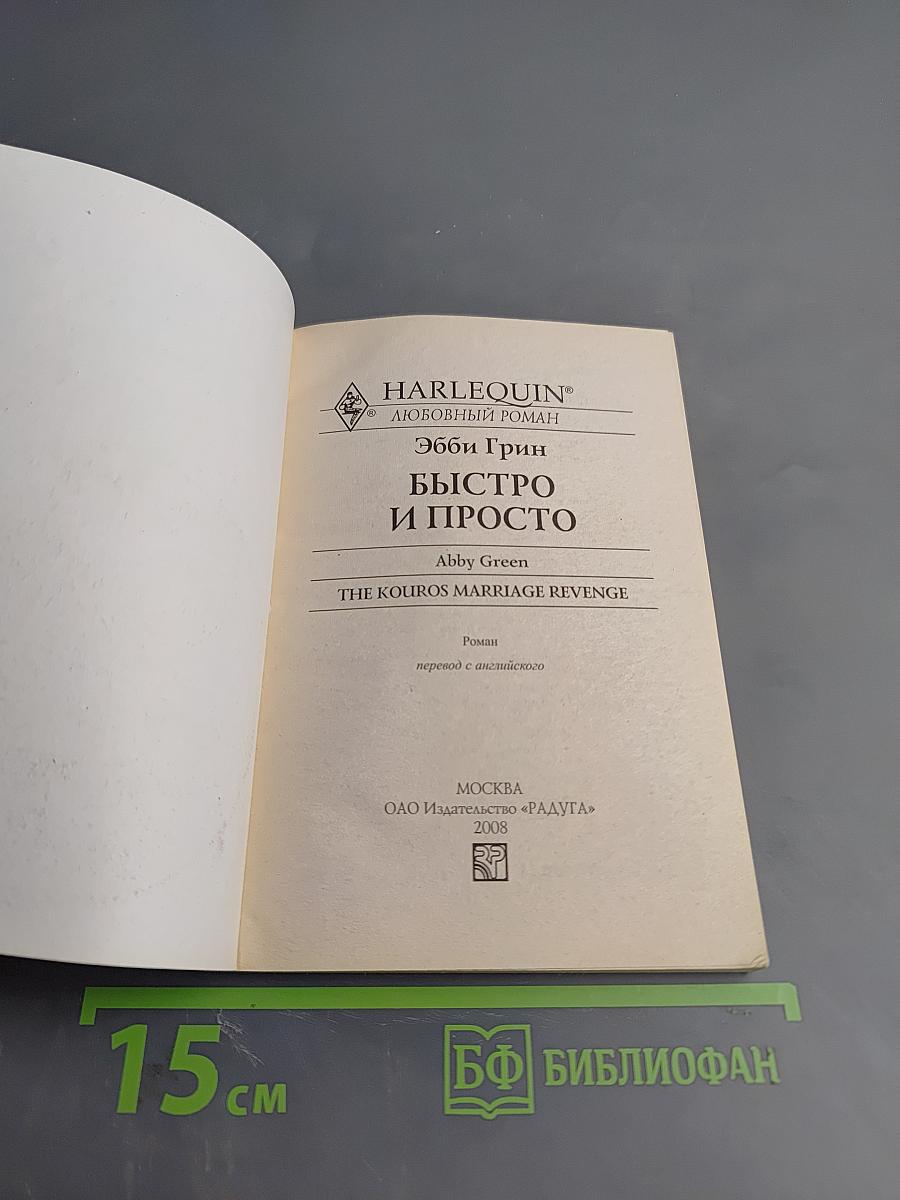 HARLEQUIN®
®
ЛЮБОВНЫЙ РОМАН
Эбби Грин
БЫСТРО
И ПРОСТО
Abby Green
THE KOUROS MARRIAGE REVENGE
Роман
перевод с английского
МОСКВА
ОАО Издательство «РАДУГА»
2008
15 см
БФ БИБЛИОФАН